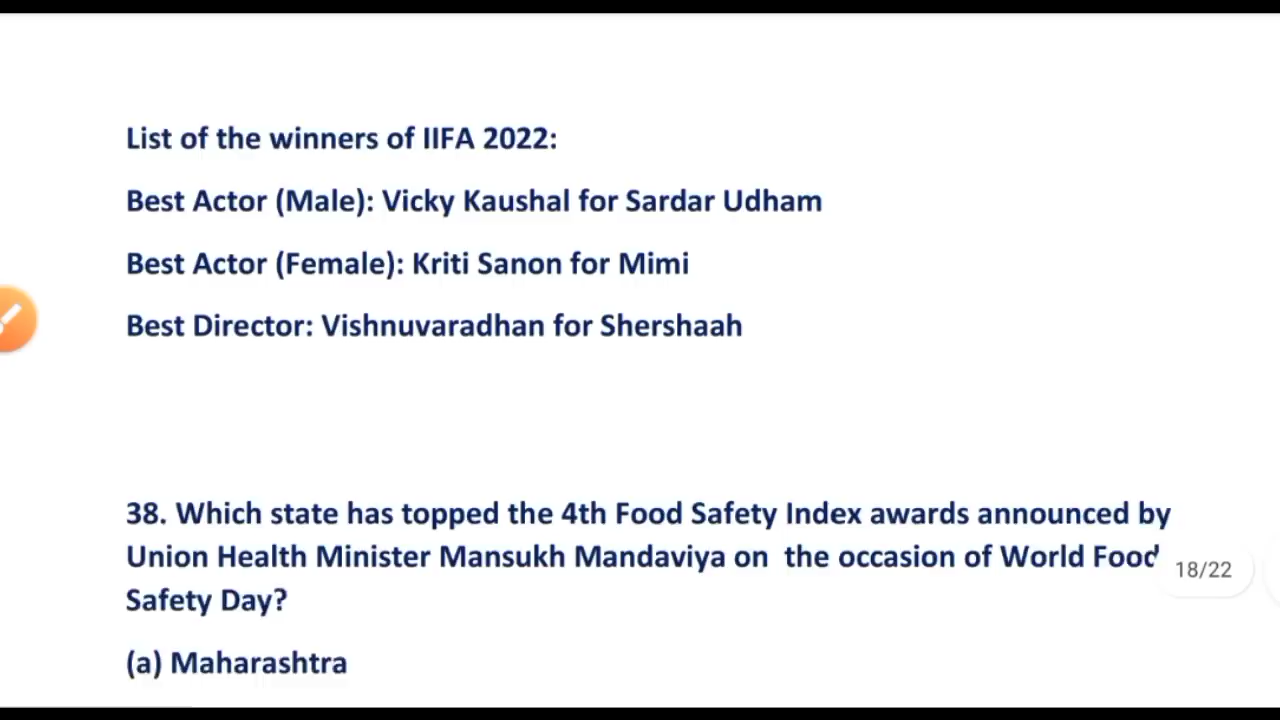 List of the winners of IIFA 2022:
Best Actor (Male): Vicky Kaushal for Sardar Udham
Best Actor (Female): Kriti Sanon for Mimi
Best Director: Vishnuvaradhan for Shershaah
38. Which state has topped the 4th Food Safety Index awards announced by
Union Health Minister Mansukh Mandaviya on the occasion of World Food
18/22
Safety Day?
(a) Maharashtra